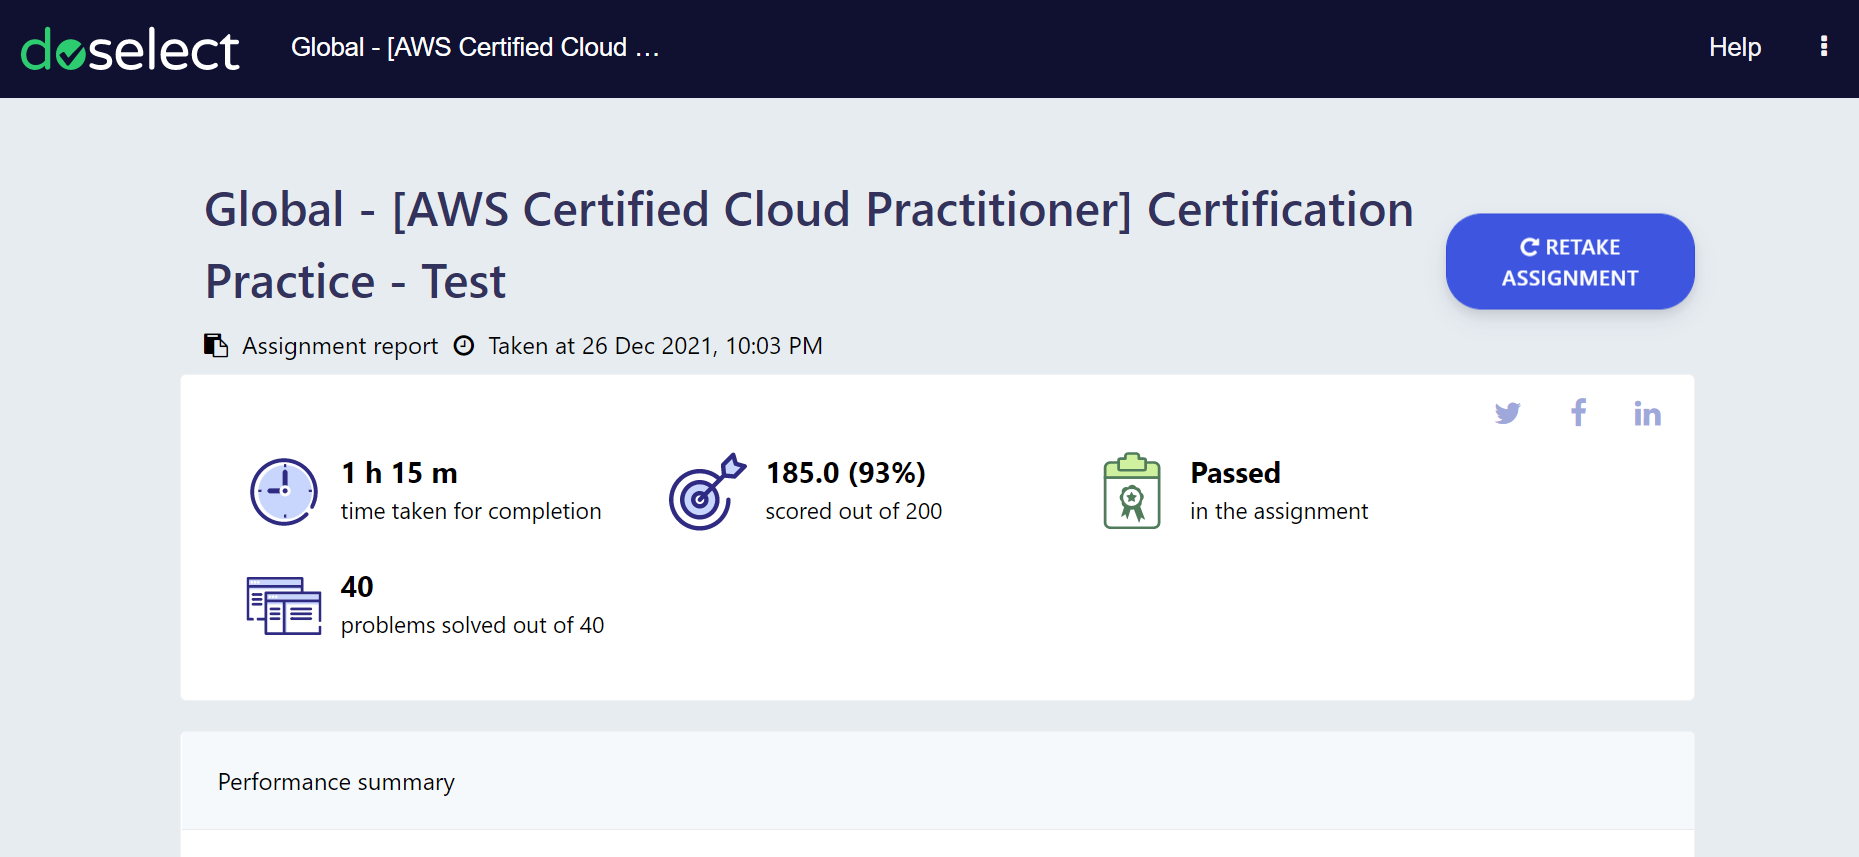 doselect Global - [AWS Certified Cloud … Help
Global - [AWS Certified Cloud Practitioner] Certification
Practice - Test
RETAKE
ASSIGNMENT
Assignment report Taken at 26 Dec 2021, 10:03 PM
1 h 15 m
time taken for completion
185.0 (93%)
scored out of 200
Passed
in the assignment
40
problems solved out of 40
Performance summary